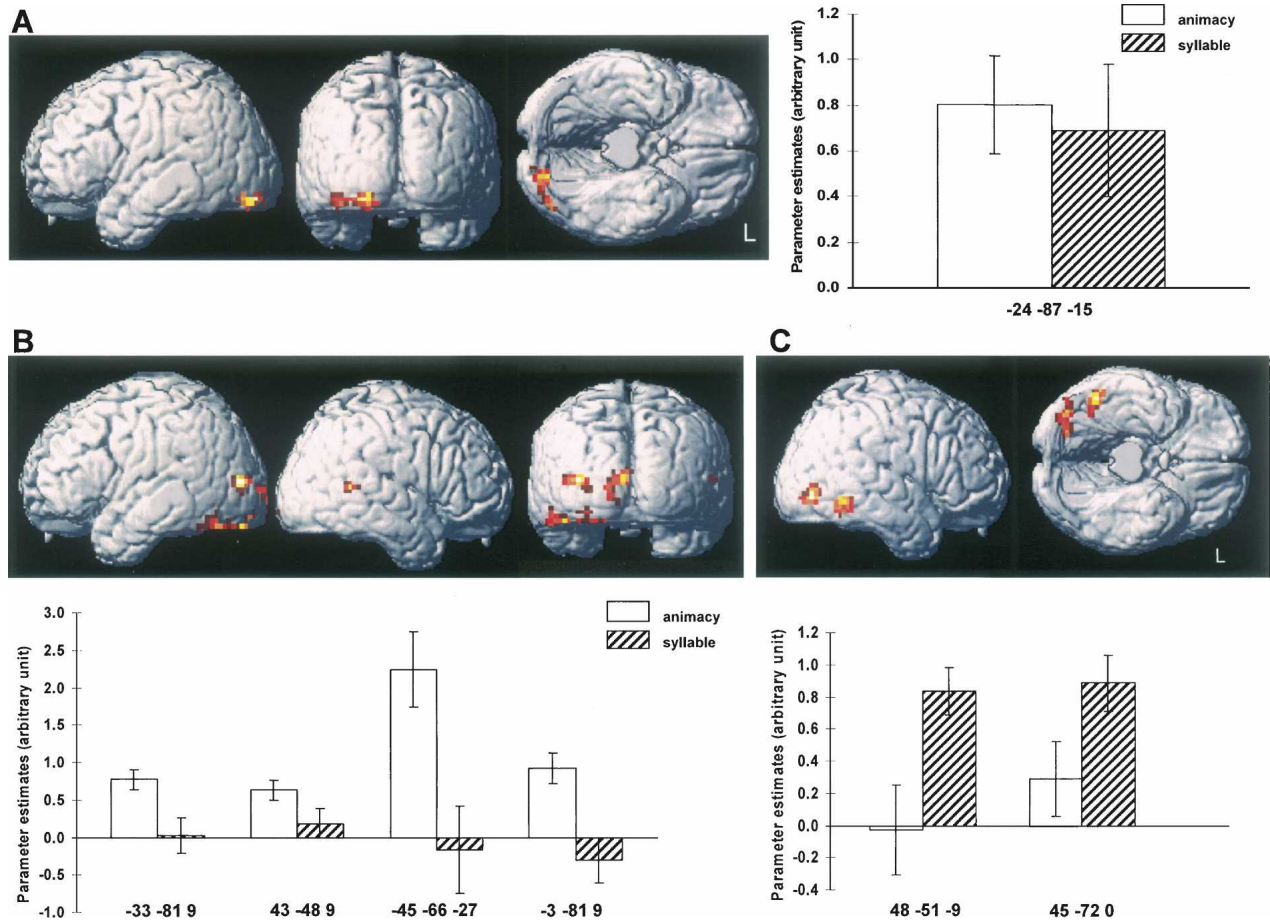 A
L
animacy
syllable
Parameter estimates (arbitrary unit)
1.2
1.0
0.8
0.6
0.4
0.2
0.0
-24 -87 -15
B
animacy
syllable
Parameter estimates (arbitrary unit)
3.0
2.5
2.0
1.5
1.0
0.5
0.0
-0.5
-1.0
-33 -81 9
43 -48 9
-45 -66 -27
-3 -81 9
C
L
Parameter estimates (arbitrary unit)
1.2
1.0
0.8
0.6
0.4
0.2
0.0
-0.2
-0.4
48 -51 -9
45 -72 0